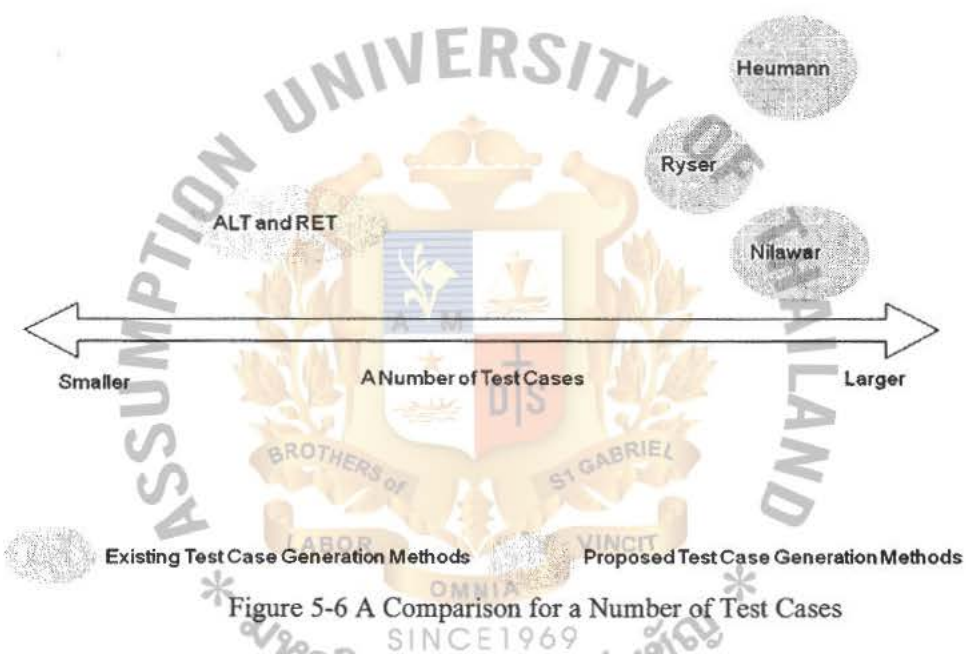 ASSUMPTION UNIVERSITY OF THAILAND
Heumann
Ryser
ALT and RET
Nilawar
A M
Smaller
A Number of Test Cases
Larger
D S
BROTHERS of
ST GABRIEL
Existing Test Case Generation Methods
Proposed Test Case Generation Methods
LABOR
VINCIT
OMNIA
Figure 5-6 A Comparison for a Number of Test Cases
SINCE 1969